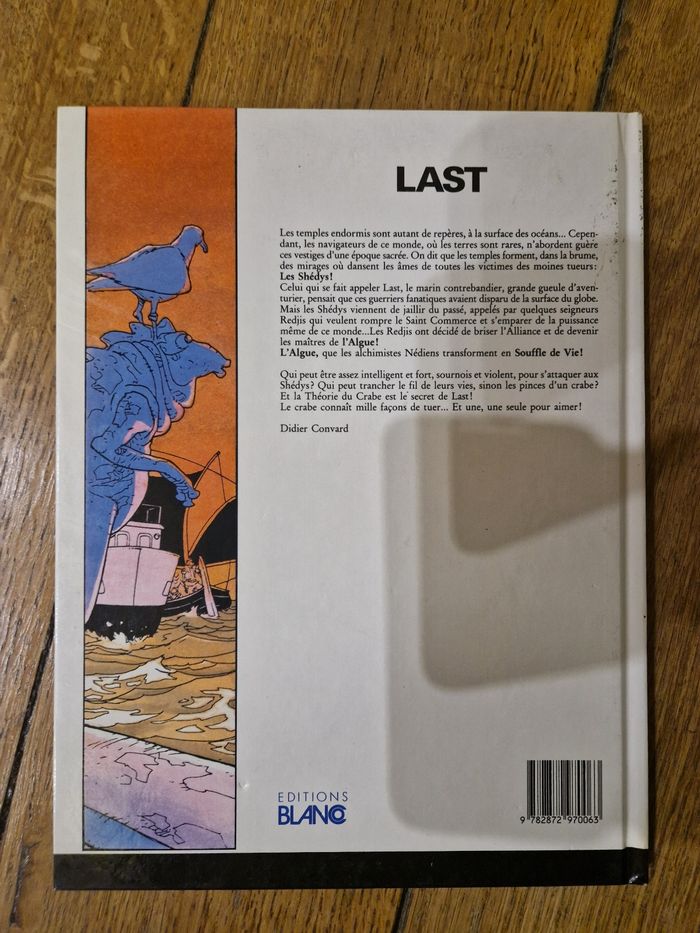 LAST
Les temples endormis sont autant de repères, à la surface des océans... Cepen-
dant, les navigateurs de ce monde, où les terres sont rares, n'abordent guère
ces vestiges d'une époque sacrée. On dit que les temples forment, dans la brume,
des mirages où dansent les âmes de toutes les victimes des moines tueurs:
Les Shédys!
Celui qui se fait appeler Last, le marin contrebandier, grande gueule d'aven-
turier, pensait que ces guerriers fanatiques avaient disparu de la surface du globe.
Mais les Shédys viennent de jaillir du passé, appelés par quelques seigneurs
Redjis qui veulent rompre le Saint Commerce et s'emparer de la puissance
même de ce monde...Les Redjis ont décidé de briser l'Alliance et de devenir
les maîtres de l'Algue!
L'Algue, que les alchimistes Nédiens transforment en Souffle de Vie!
Qui peut être assez intelligent et fort, sournois et violent, pour s'attaquer aux
Shédys? Qui peut trancher le fil de leurs vies, sinon les pinces d'un crabe?
Et la Théorie du Crabe est le secret de Last!
Le crabe connaît mille façons de tuer... Et une, une seule pour aimer!
Didier Convard
EDITIONS
BLANCO
9 782872 970063